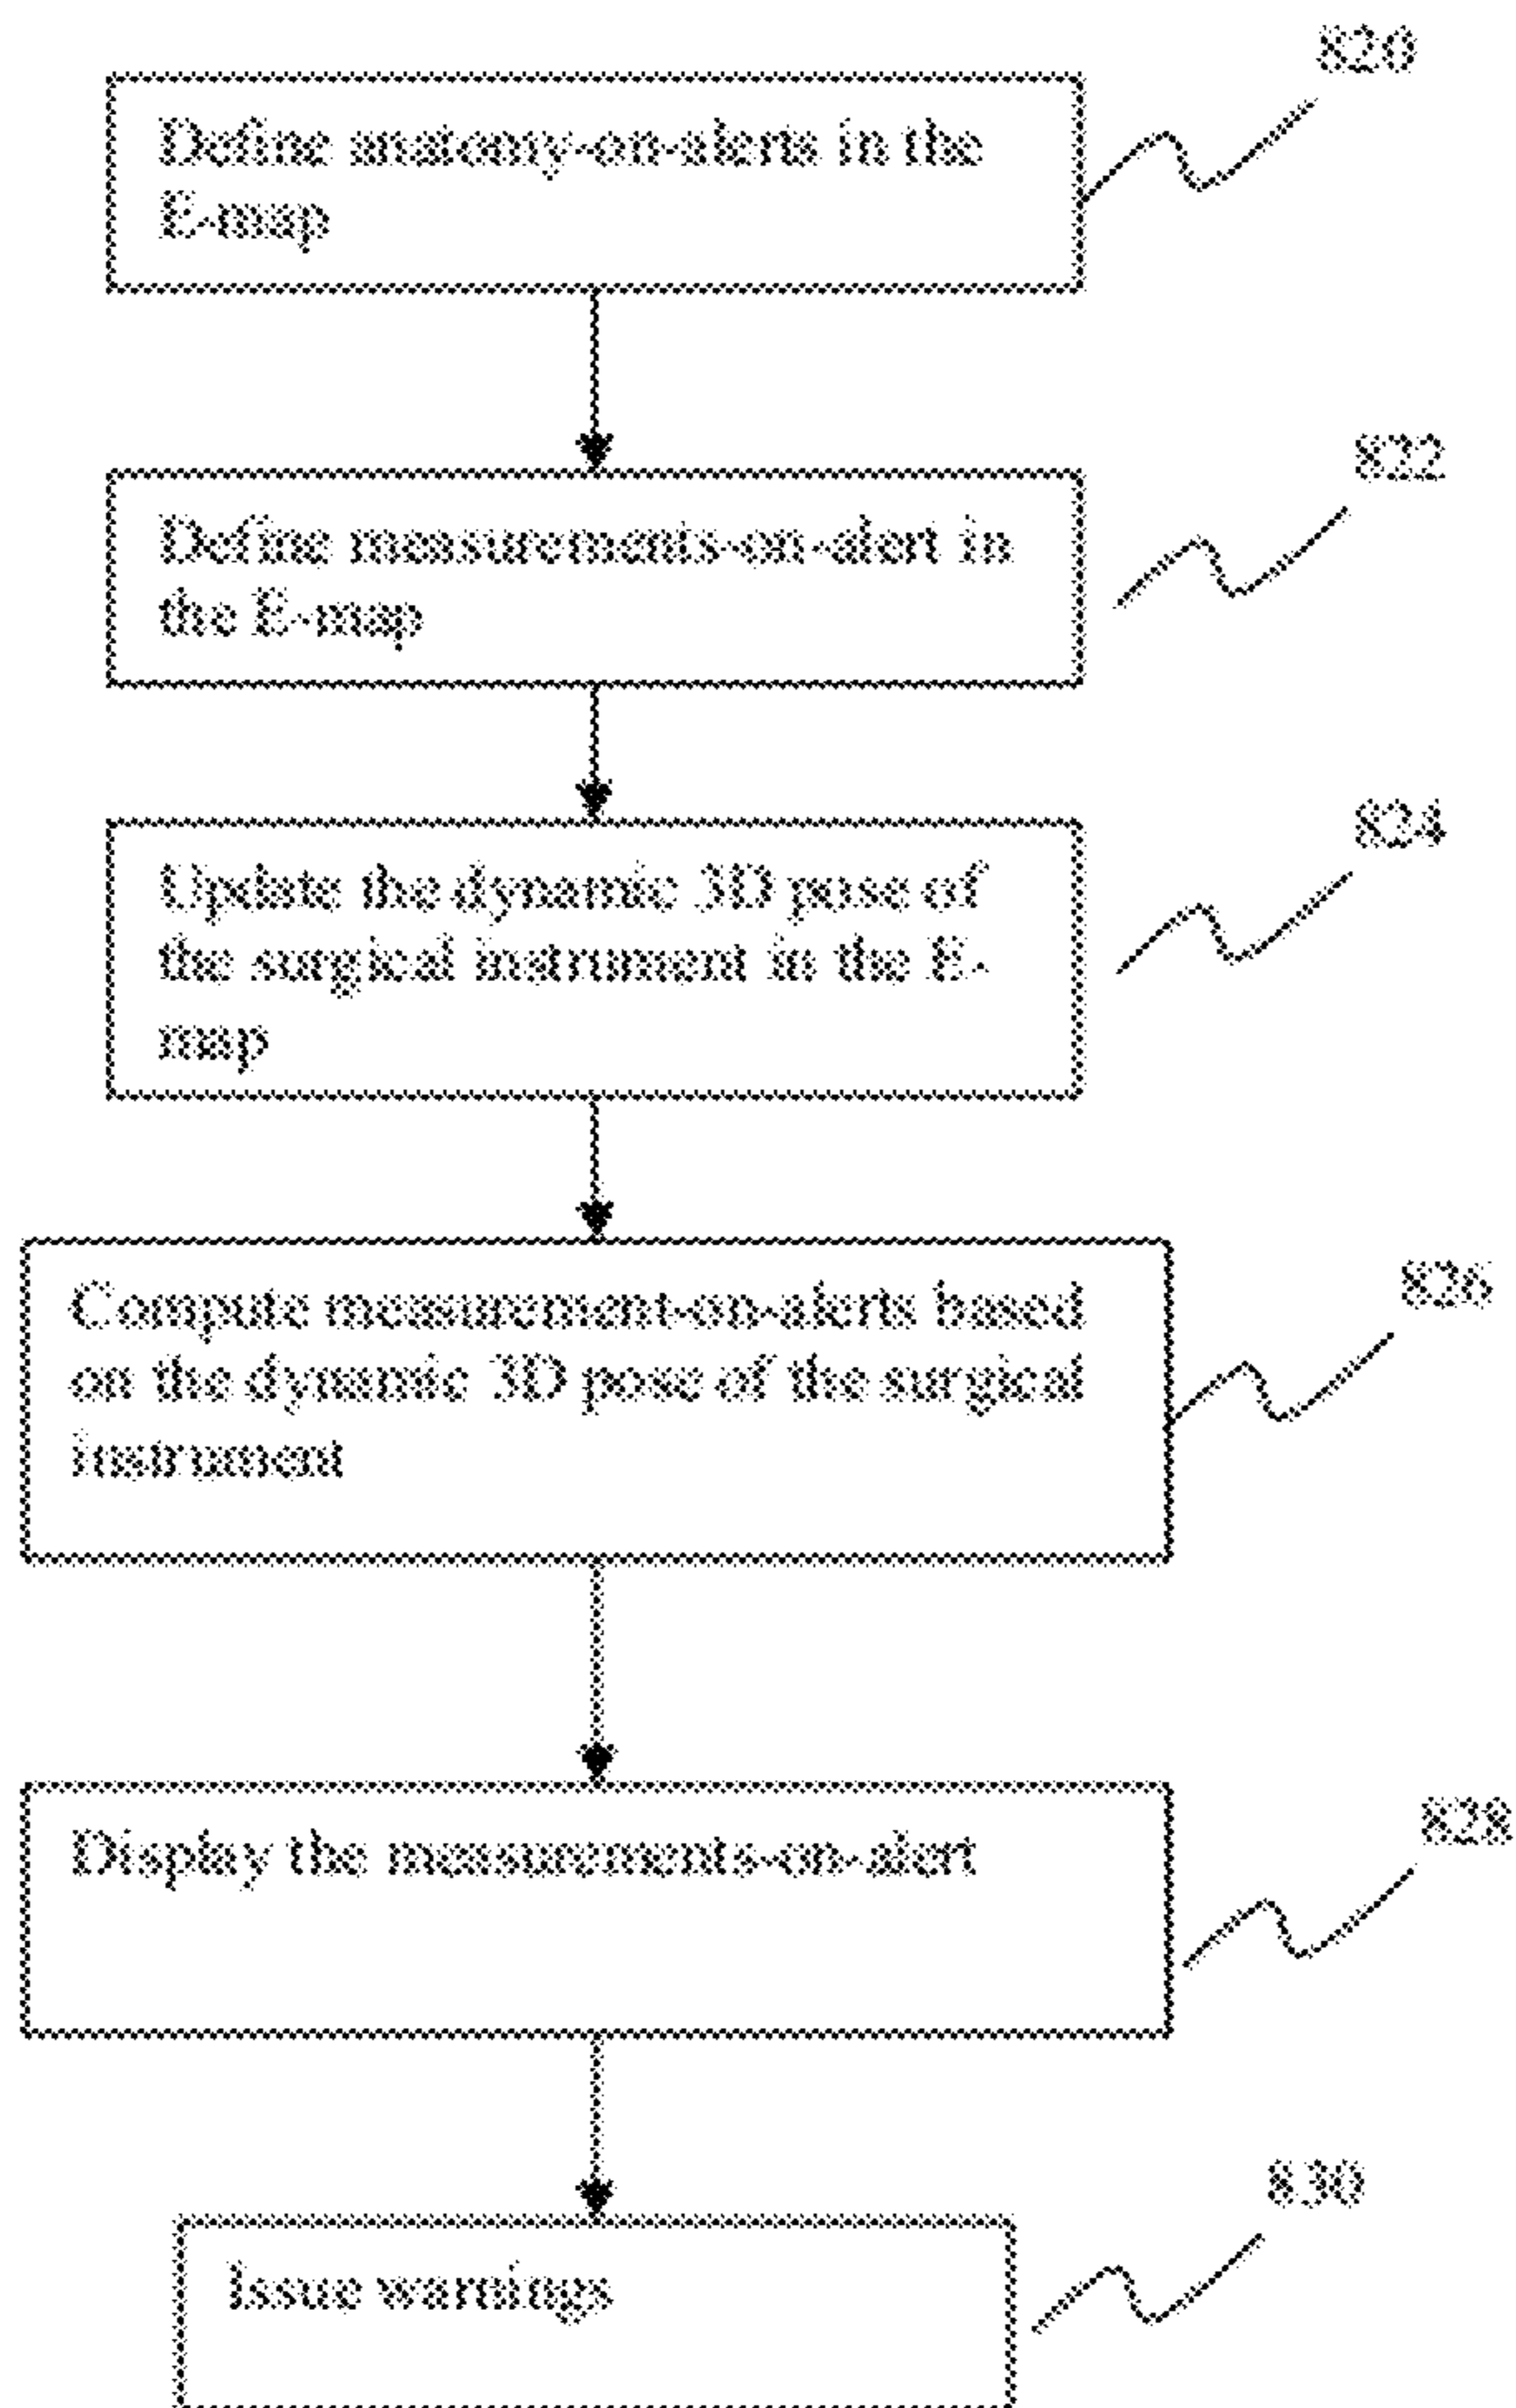 820
Define anatomy-on-alerts in the
E-map
822
Define measurements-on-alert in
the E-map
824
Update the dynamic 3D pose of
the surgical instrument in the E-
map
826
Compute measurement-on-alerts based
on the dynamic 3D pose of the surgical
instrument
828
Display the measurements-on-alert
830
Issue warnings